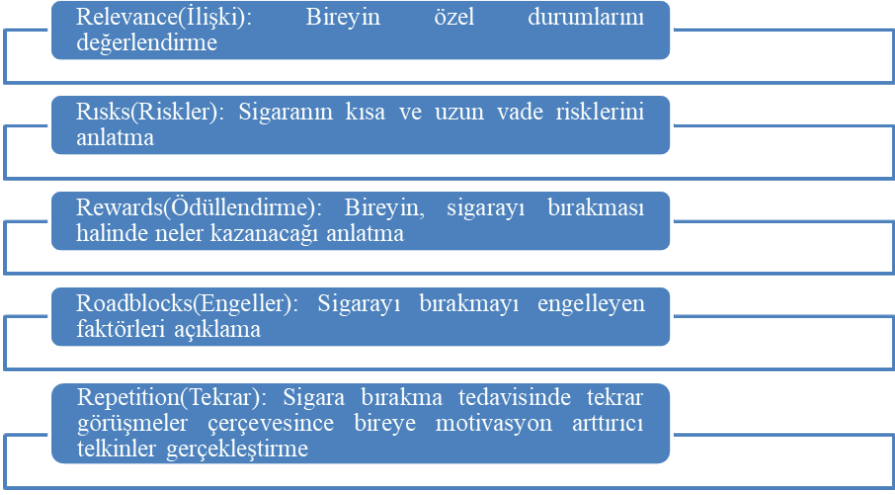 Relevance(İlişki): Bireyin özel durumlarını
değerlendirme
Rısks(Riskler): Sigaranın kısa ve uzun vade risklerini
anlatma
Rewards(Ödüllendirme): Bireyin, sigarayı bırakması
halinde neler kazanacağı anlatma
Roadblocks(Engeller): Sigarayı bırakmayı engelleyen
faktörleri açıklama
Repetition(Tekrar): Sigara bırakma tedavisinde tekrar
görüşmeler çerçevesince bireye motivasyon arttırıcı
telkinler gerçekleştirme